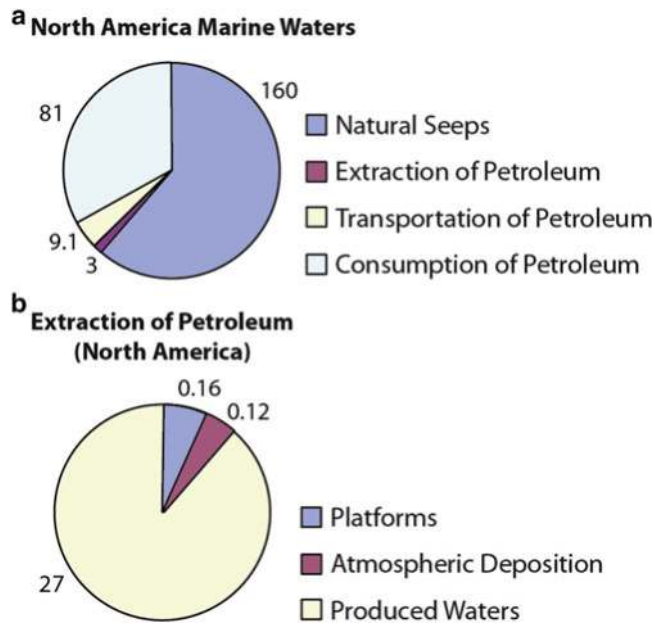 a
North America Marine Waters
160
81
9.1
3
Natural Seeps
Extraction of Petroleum
Transportation of Petroleum
Consumption of Petroleum
b
Extraction of Petroleum
(North America)
0.16
0.12
27
Platforms
Atmospheric Deposition
Produced Waters